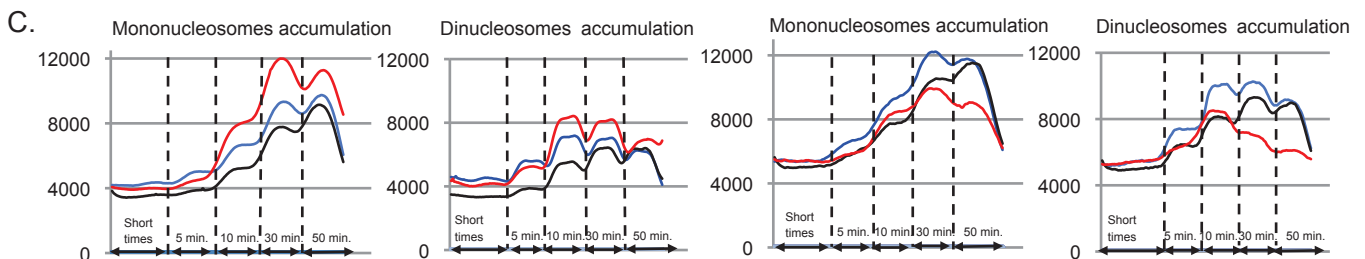 C.
Mononucleosomes accumulation
12000
8000
4000
0
Short
times
5 min.
10 min.
30 min.
50 min.
Dinucleosomes accumulation
12000
8000
4000
0
Short
times
5 min.
10 min.
30 min.
50 min.
Mononucleosomes accumulation
12000
8000
4000
0
Short
times
5 min.
10 min.
30 min.
50 min.
Dinucleosomes accumulation
12000
8000
4000
0
Short
times
5 min.
10 min.
30 min.
50 min.